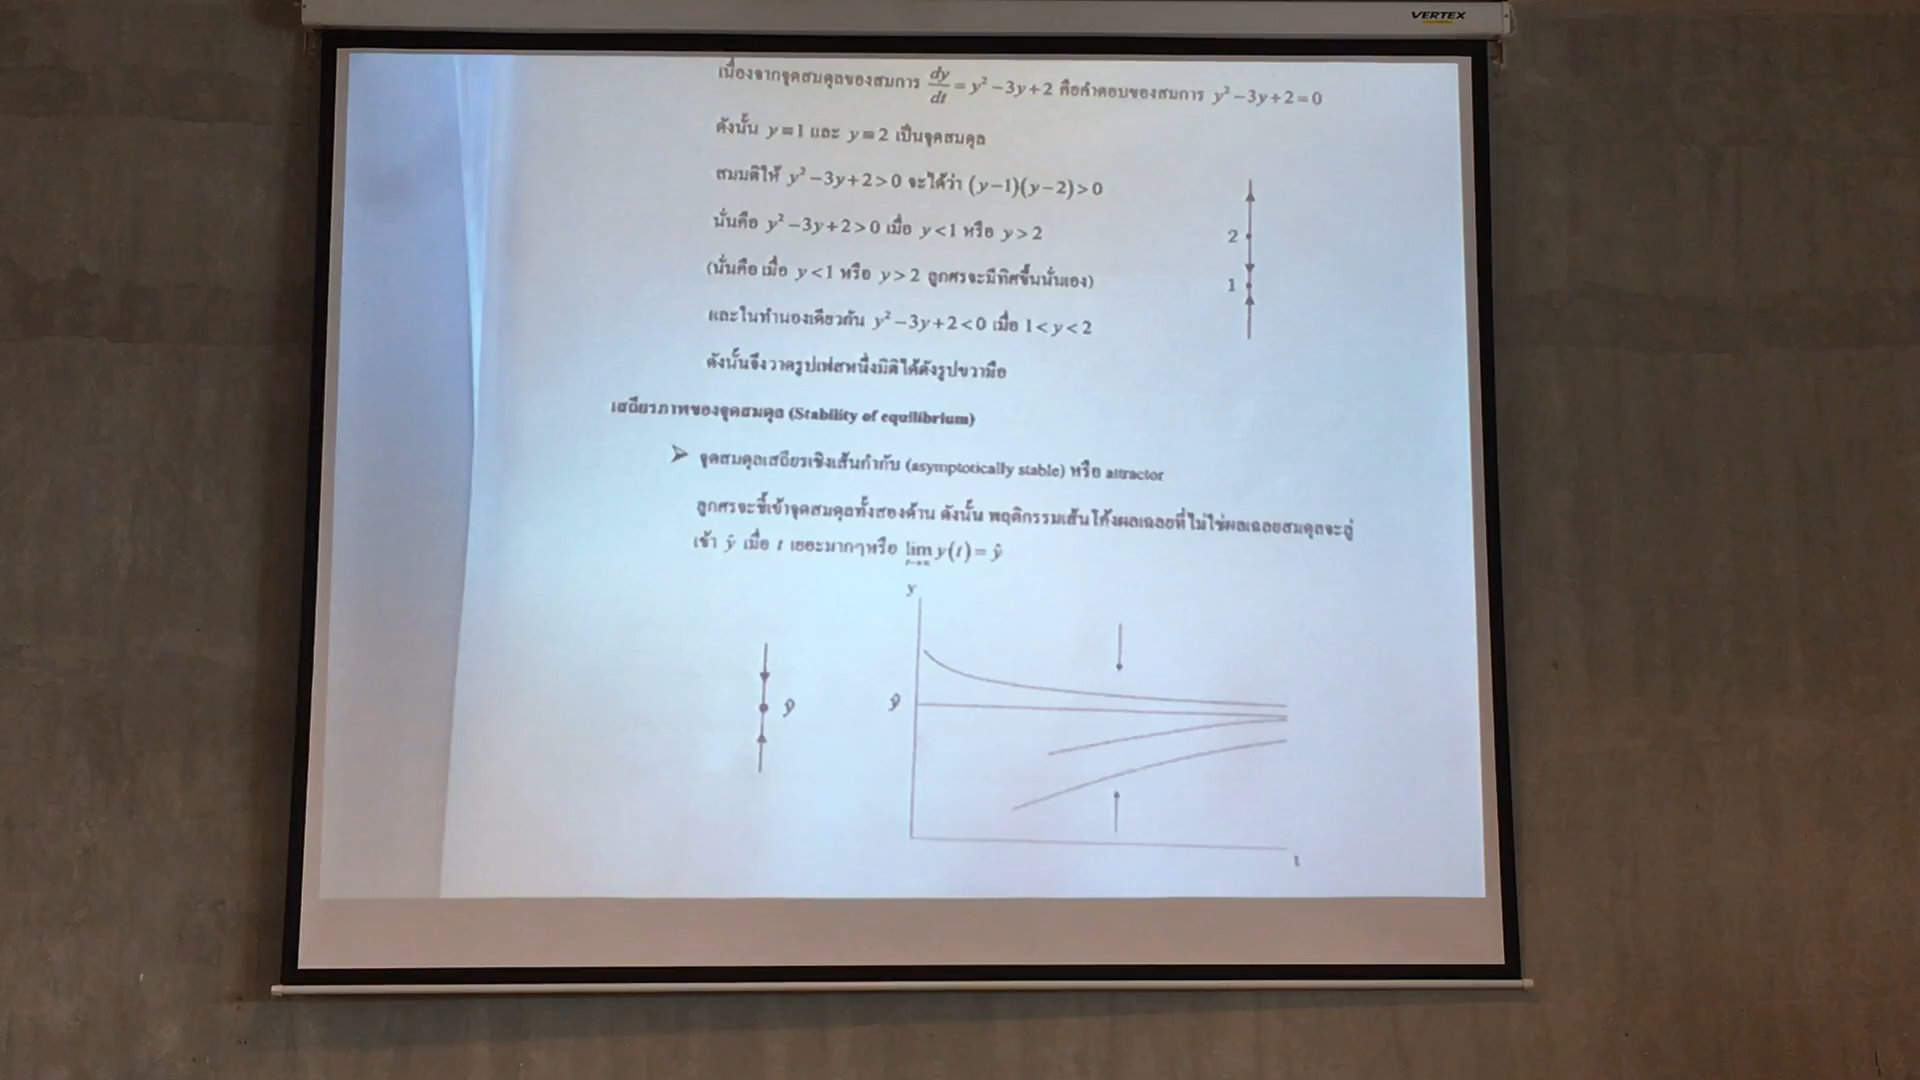 VERTEX
เนื่องจากจุดสมดุลของสมการ dy/dt = y² − 3y + 2 คือคำตอบของสมการ y² − 3y + 2 = 0
ดังนั้น y = 1 และ y = 2 เป็นจุดสมดุล
สมมติให้ y² − 3y + 2 > 0 จะได้ว่า (y − 1)(y − 2) > 0
นั่นคือ y² − 3y + 2 > 0 เมื่อ y < 1 หรือ y > 2
2
(นั่นคือ เมื่อ y < 1 หรือ y > 2 ลูกศรจะมีทิศขึ้นนั่นเอง)
1
และในทำนองเดียวกัน y² − 3y + 2 < 0 เมื่อ 1 < y < 2
ดังนั้นจึงวาดรูปเฟสหนึ่งมิติได้ดังรูปขวามือ
เสถียรภาพของจุดสมดุล (Stability of equilibrium)
➢ จุดสมดุลเสถียรเชิงเส้นกำกับ (asymptotically stable) หรือ attractor
ลูกศรจะชี้เข้าจุดสมดุลทั้งสองด้าน ดังนั้น พฤติกรรมเส้นโค้งผลเฉลยที่ไม่ใช่ผลเฉลยสมดุลจะลู่
เข้า ŷ เมื่อ t เยอะมากๆหรือ lim t→∞ y(t) = ŷ
y
ŷ
ŷ
t